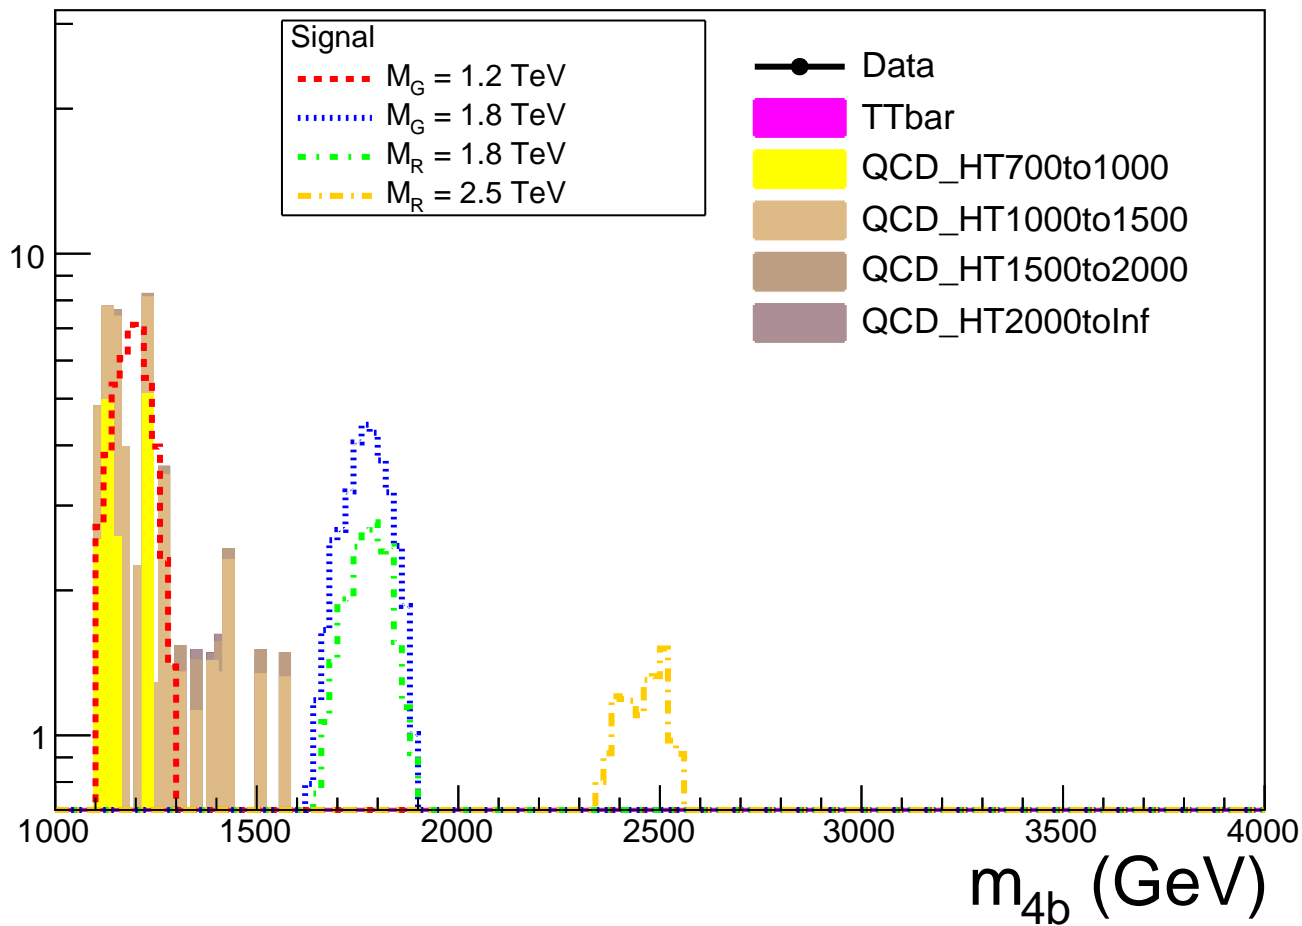 Signal
M_G = 1.2 TeV
M_G = 1.8 TeV
M_R = 1.8 TeV
M_R = 2.5 TeV
Data
TTbar
QCD_HT700to1000
QCD_HT1000to1500
QCD_HT1500to2000
QCD_HT2000toInf
10
1
1000 1500 2000 2500 3000 3500 4000
m_4b (GeV)